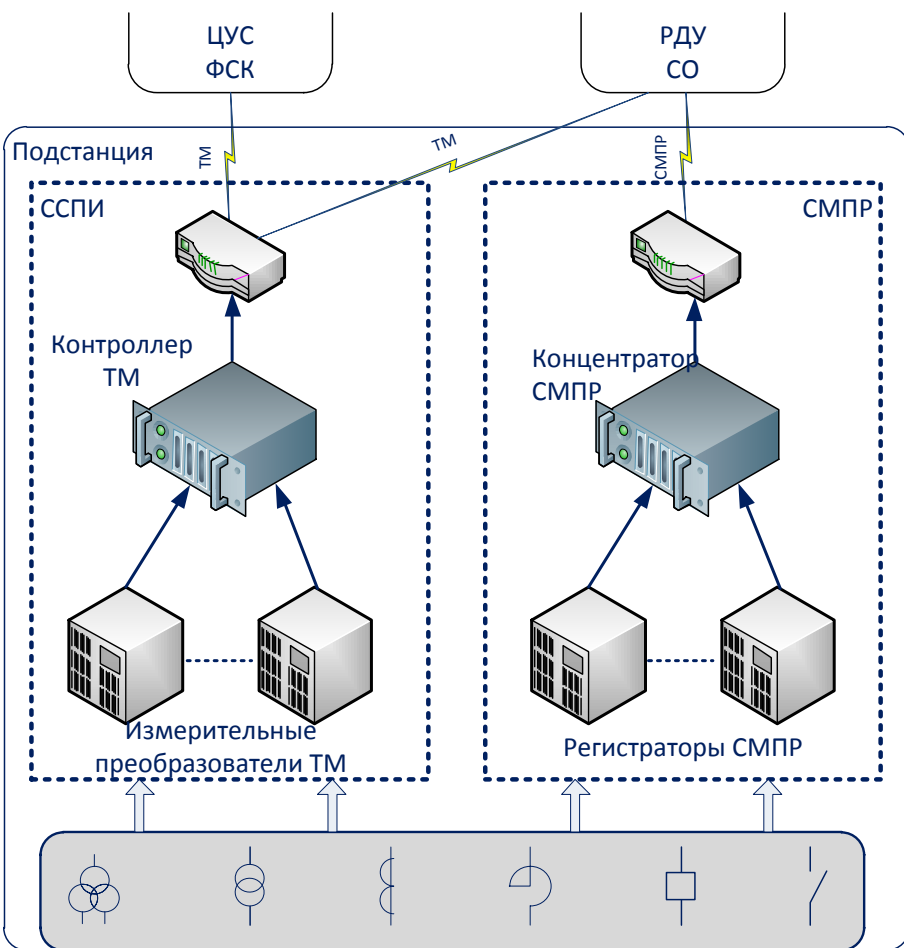 ЦУС
ФСК
РДУ
СО
Подстанция
ТМ
ТМ
СМПР
ССПИ
СМПР
Контроллер
ТМ
Концентратор
СМПР
Измерительные
преобразователи ТМ
Регистраторы СМПР